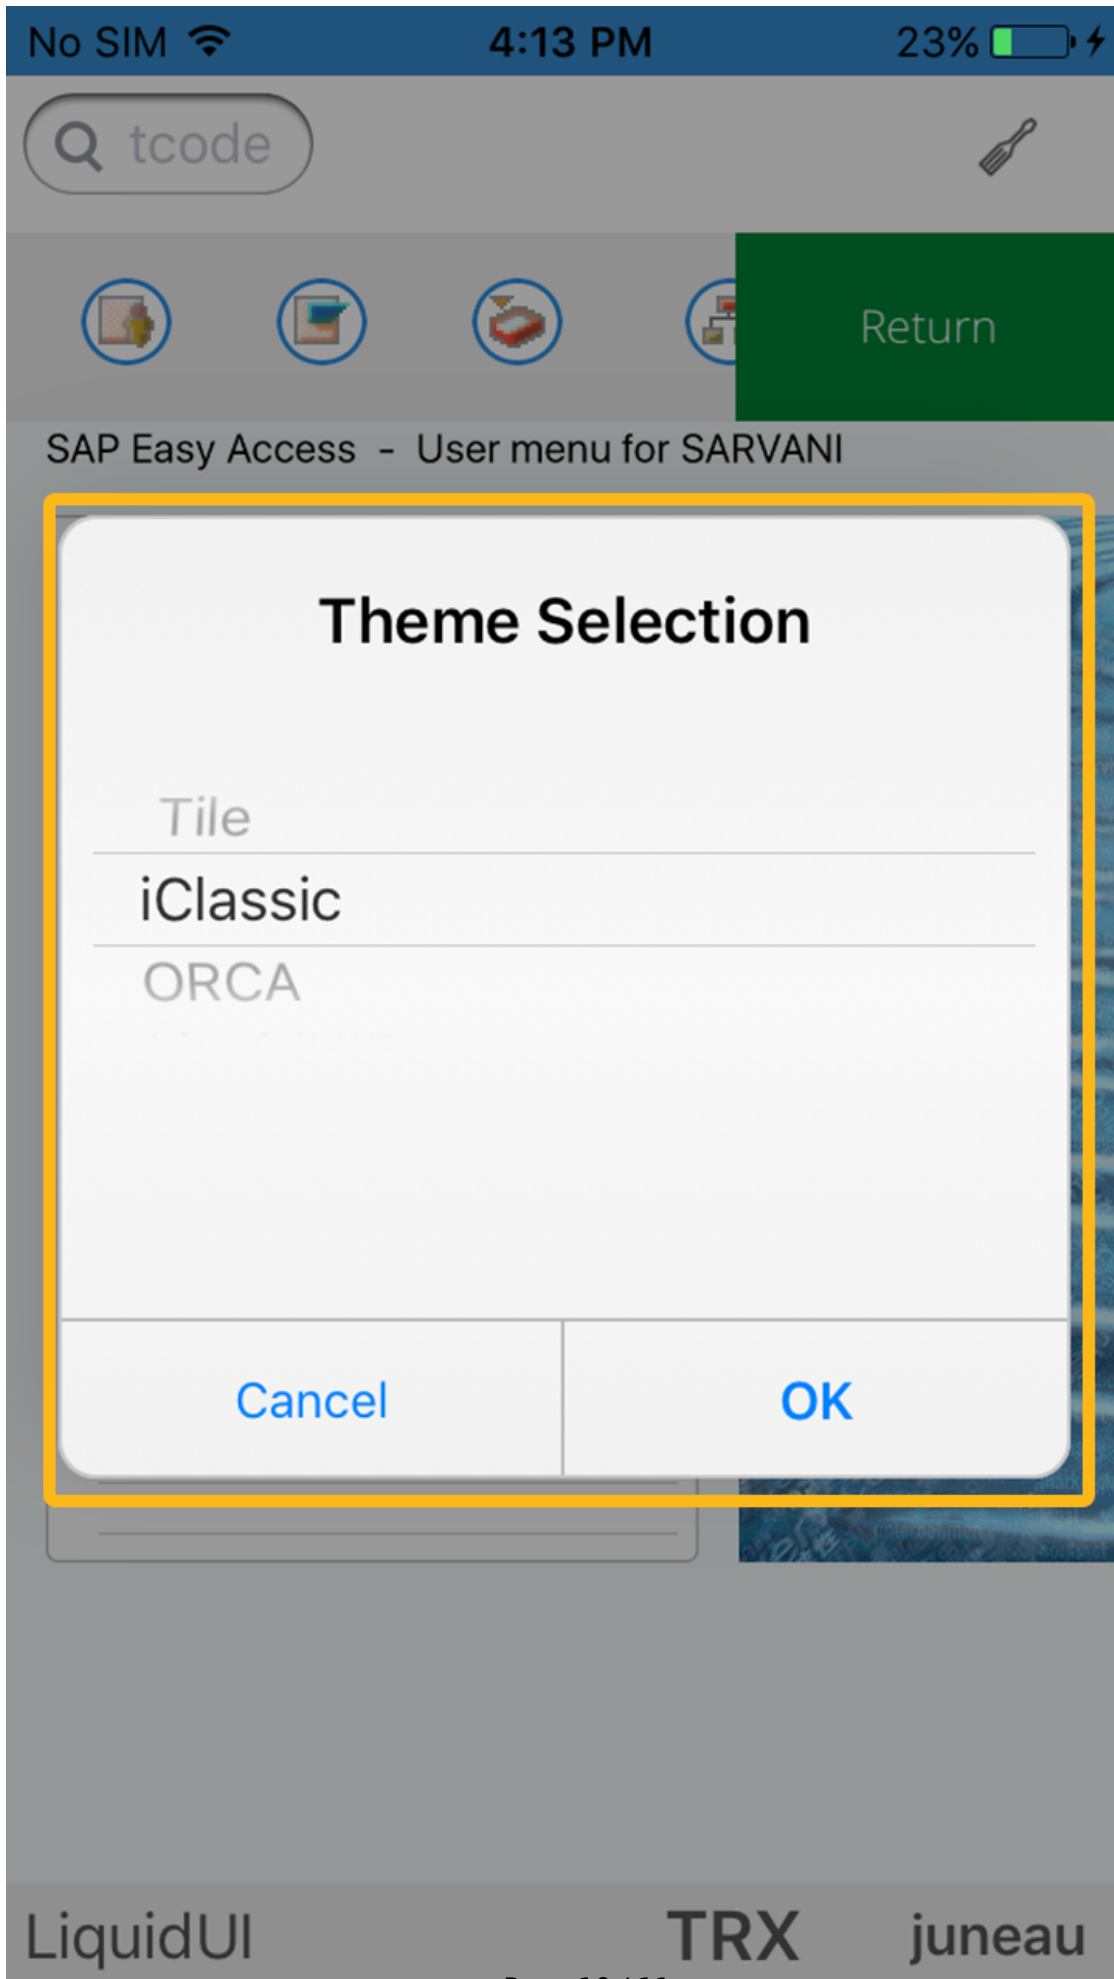 No SIM 4:13 PM 23%
tcode
Return
SAP Easy Access - User menu for SARVANI
Theme Selection
Tile
iClassic
ORCA
Cancel OK
LiquidUI TRX juneau